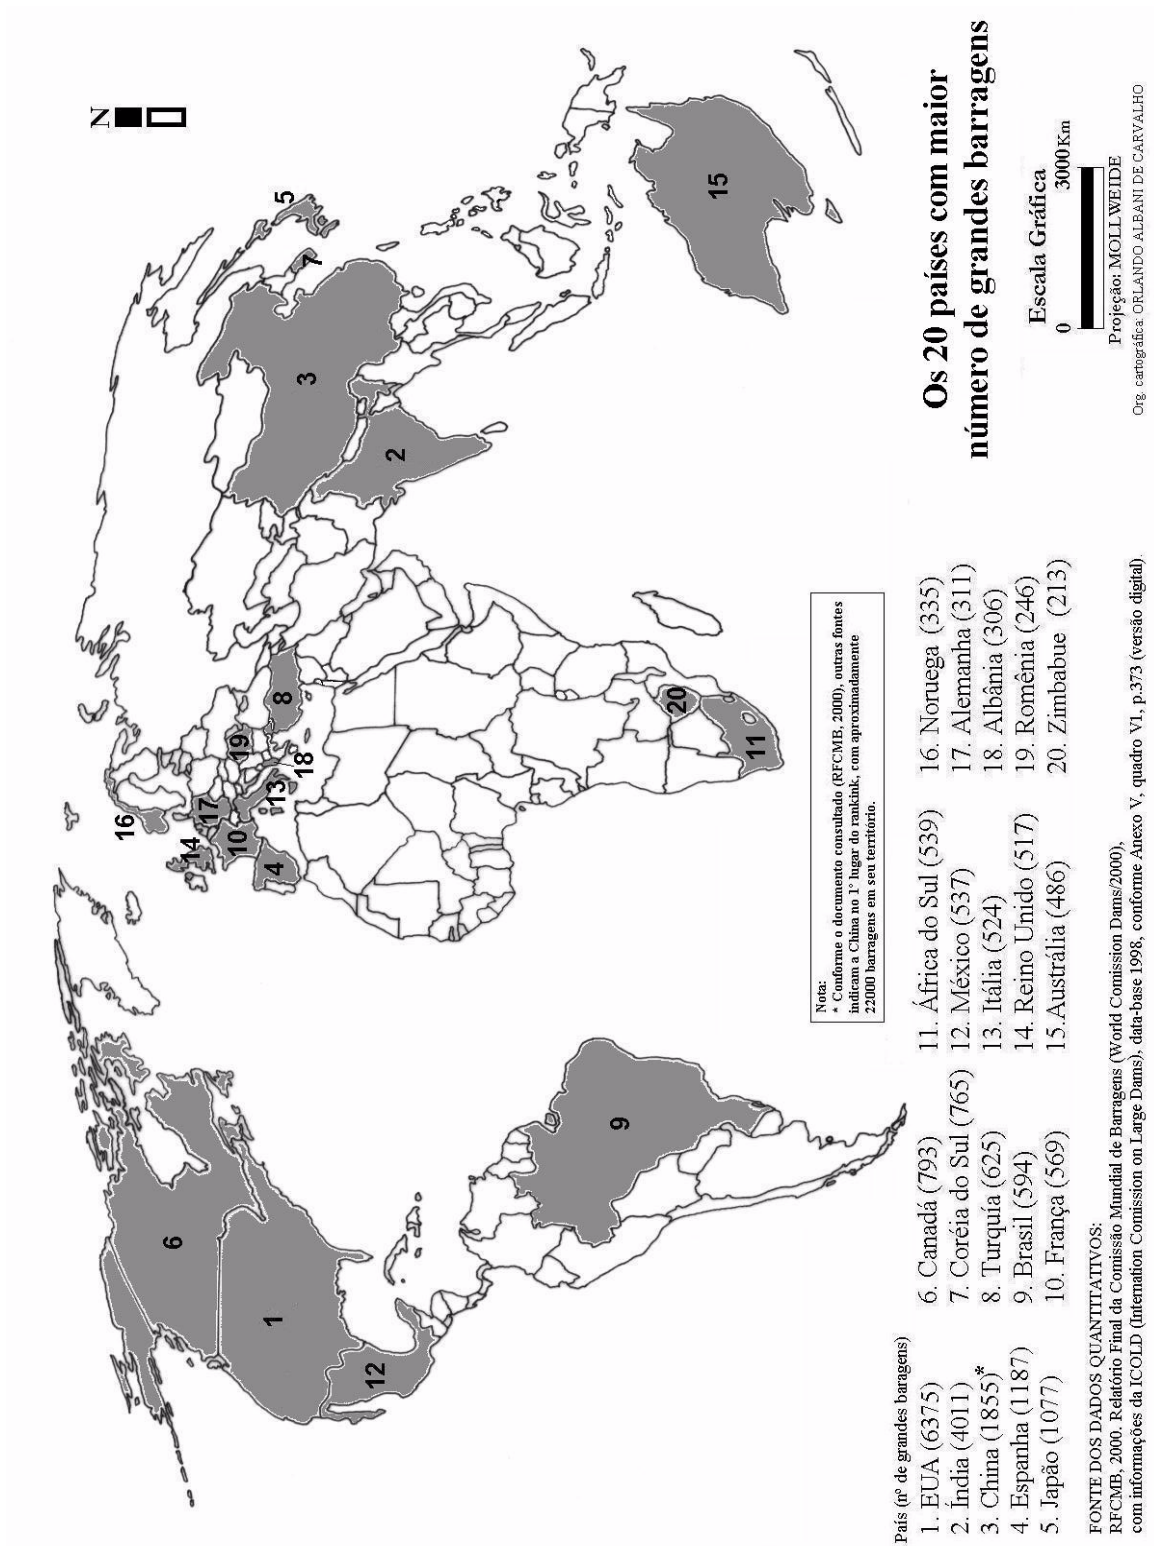 N
1
2
3
4
5
6
7
8
9
10
11
12
13
14
15
16
17
18
19
20
Os 20 países com maior
número de grandes barragens
Escala Gráfica
0 3000Km
Projeção: MOLLWEIDE
Org. cartográfica: ORLANDO ALBANI DE CARVALHO
Nota:
* Conforme o documento consultado (RFCMB, 2000), outras fontes
indicam a China no 1º lugar do rankink, com aproximadamente
22000 barragens em seu território.
País (nº de grandes baragens)
1. EUA (6375)
2. Índia (4011)
3. China (1855)*
4. Espanha (1187)
5. Japão (1077)
6. Canadá (793)
7. Coréia do Sul (765)
8. Turquía (625)
9. Brasil (594)
10. França (569)
11. África do Sul (539)
12. México (537)
13. Itália (524)
14. Reino Unido (517)
15.Austrália (486)
16. Noruega (335)
17. Alemanha (311)
18. Albânia (306)
19. Romênia (246)
20. Zimbabue (213)
FONTE DOS DADOS QUANTITATIVOS:
RFCMB, 2000. Relatório Final da Comissão Mundial de Barragens (World Comission Dams/2000),
com informações da ICOLD (Internation Comission on Large Dams), data-base 1998, conforme Anexo V, quadro V1, p.373 (versão digital).